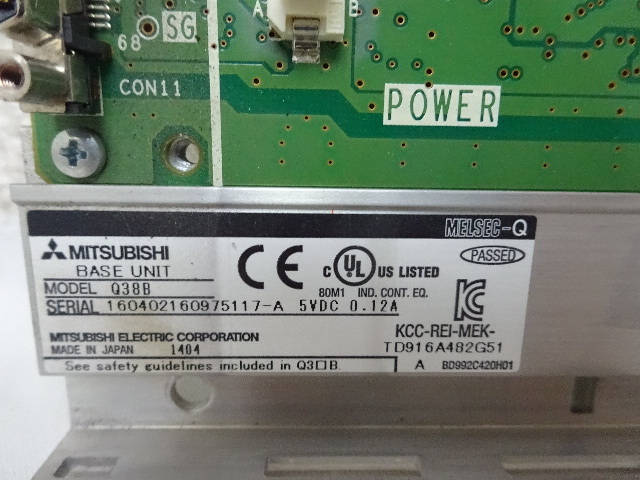 A B
SG
68
CON11
POWER
MELSEC-Q
MITSUBISHI
BASE UNIT
PASSED
CE
C UL US LISTED
80M1 IND. CONT. EQ.
MODEL Q38B
SERIAL 160402160975117-A 5VDC 0.12A
KCC-REI-MEK-
TD916A482G51
MITSUBISHI ELECTRIC CORPORATION
MADE IN JAPAN 1404
See safety guidelines included in Q3□B.
A BD992C420H01